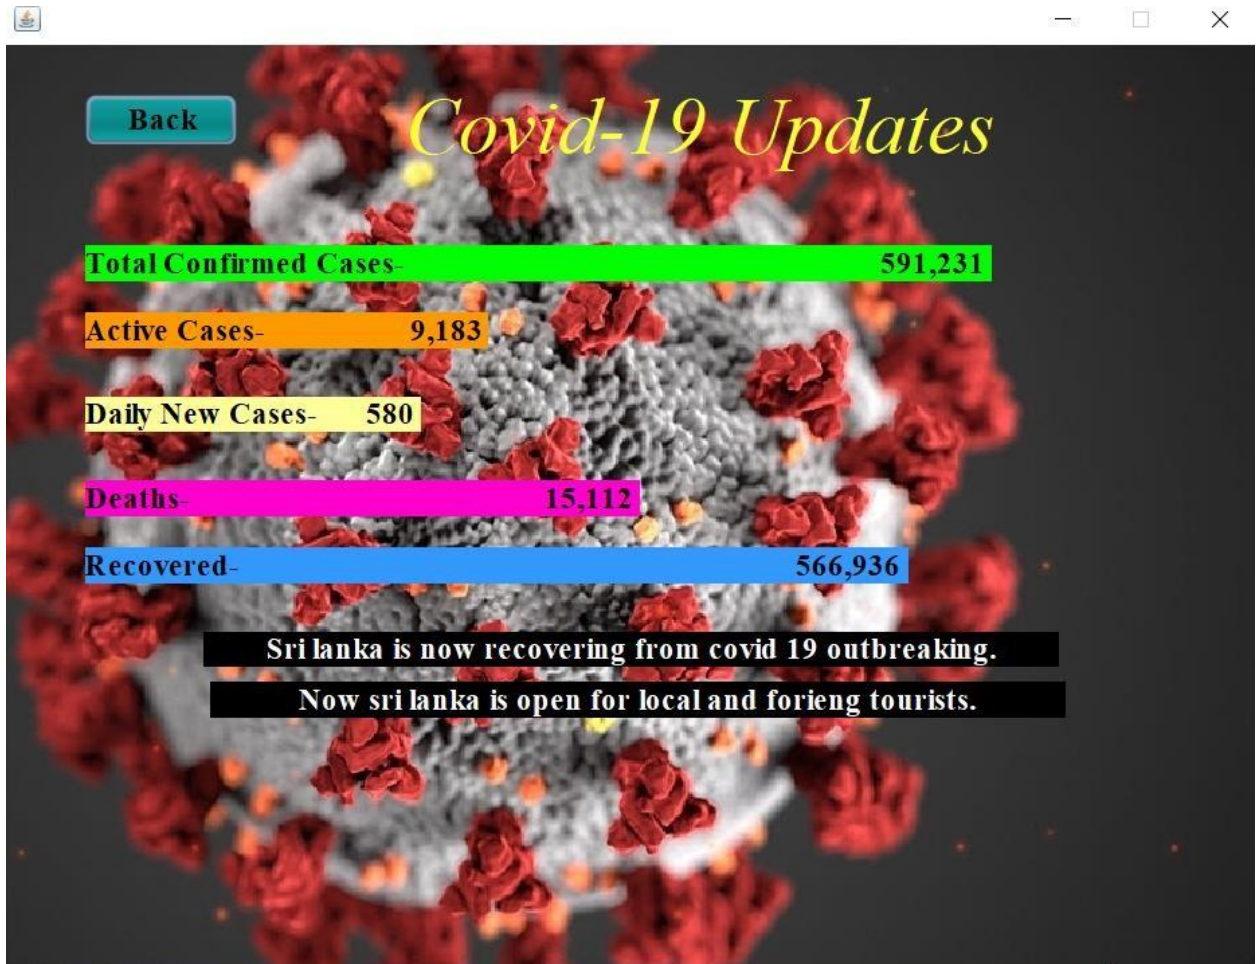 Back
Covid-19 Updates
Total Confirmed Cases- 591,231
Active Cases- 9,183
Daily New Cases- 580
Deaths- 15,112
Recovered- 566,936
Sri lanka is now recovering from covid 19 outbreaking.
Now sri lanka is open for local and forieng tourists.